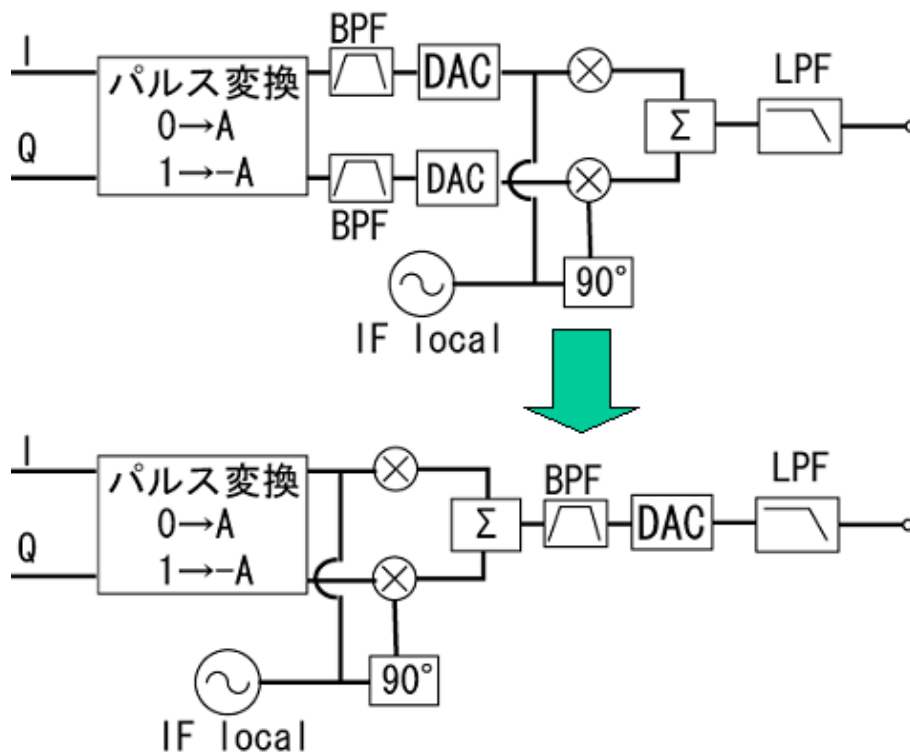 I
Q
パルス変換
0→A
1→-A
BPF
DAC
BPF
DAC
Σ
LPF
90°
IF local
I
Q
パルス変換
0→A
1→-A
Σ
BPF
DAC
LPF
90°
IF local